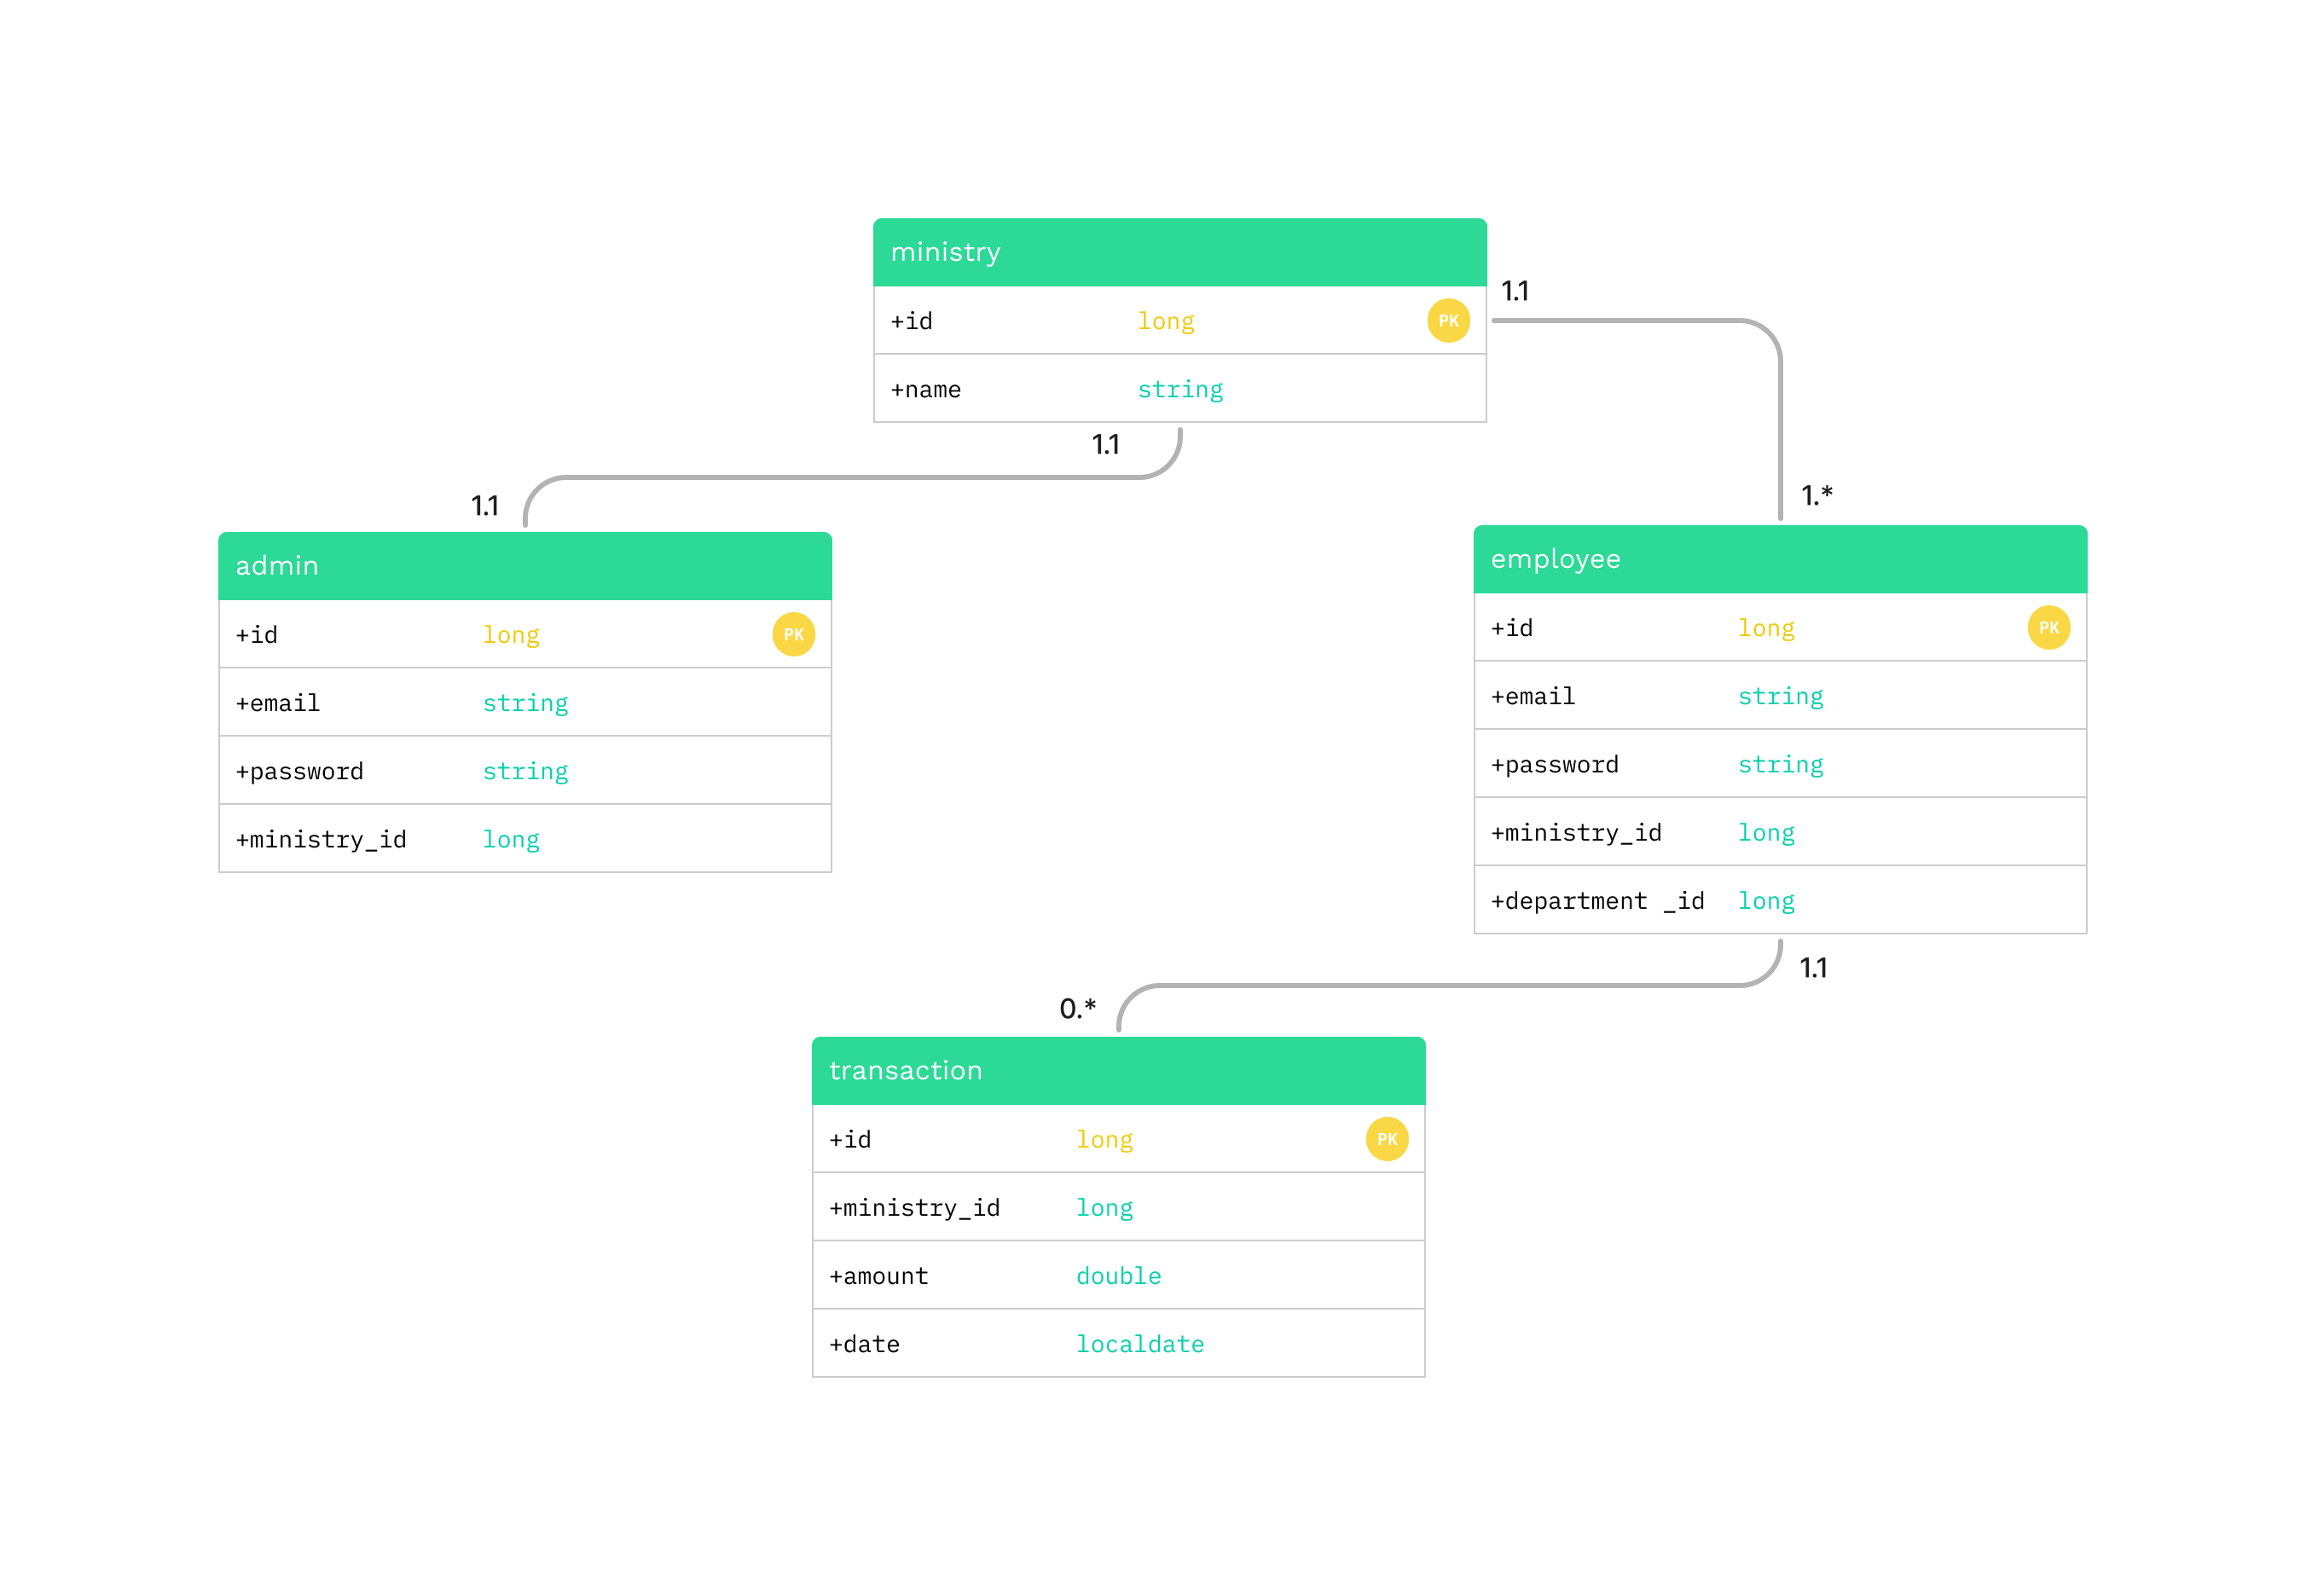 ministry
+id long PK
+name string
1.1
1.*
1.1
1.1
admin
+id long PK
+email string
+password string
+ministry_id long
employee
+id long PK
+email string
+password string
+ministry_id long
+department _id long
1.1
0.*
transaction
+id long PK
+ministry_id long
+amount double
+date localdate